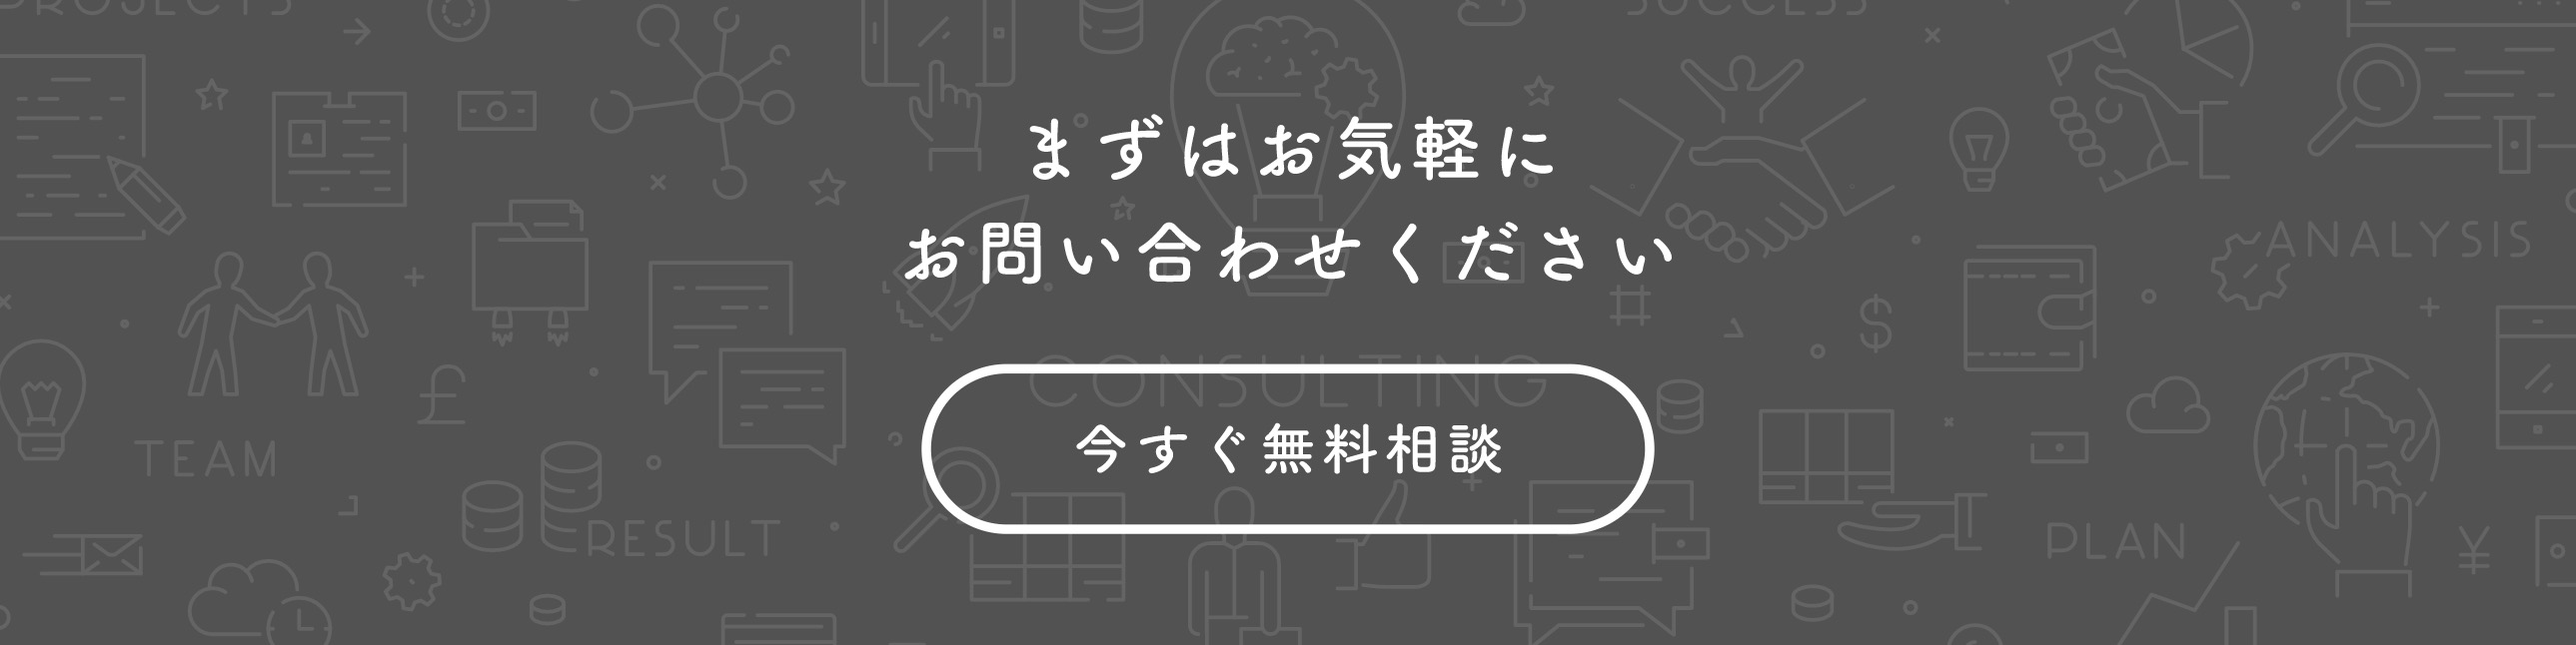 PROJECTS
SUCCESS
まずはお気軽に
お問い合わせください
ANALYSIS
CONSULTING
今すぐ無料相談
TEAM
RESULT
PLAN